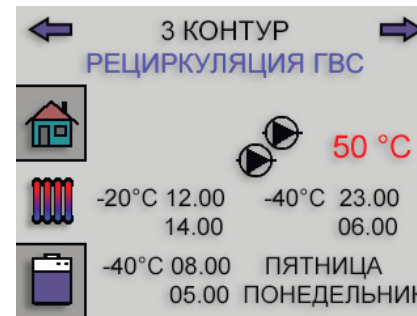 3 КОНТУР
РЕЦИРКУЛЯЦИЯ ГВС
50 °C
-20°C 12.00 -40°C 23.00
14.00 06.00
-40°C 08.00 ПЯТНИЦА
05.00 ПОНЕДЕЛЬНИК